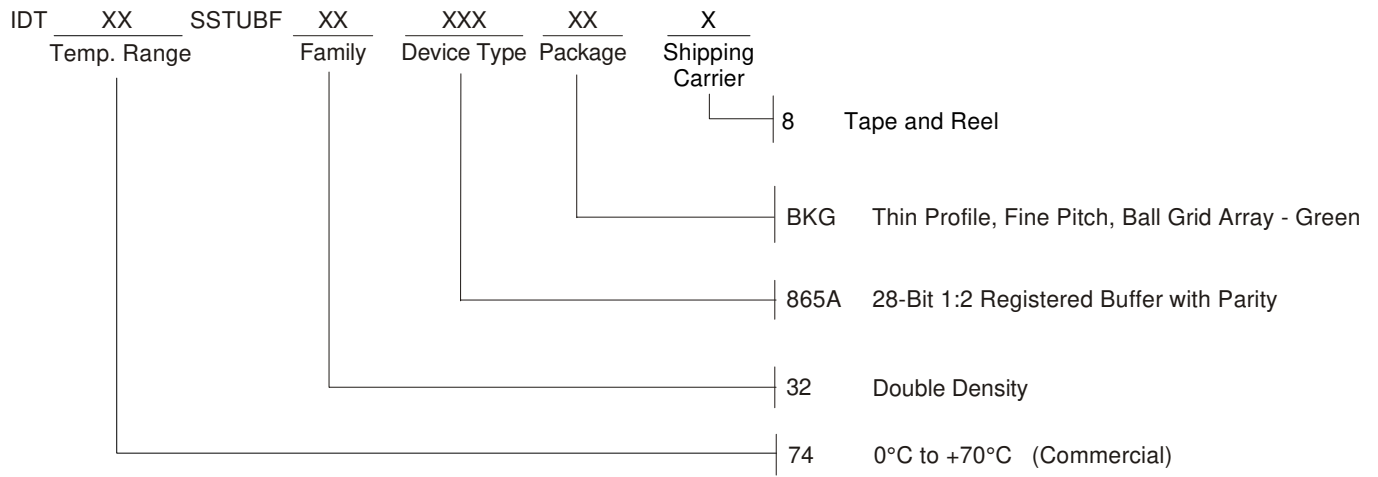 IDT XX SSTUBF XX XXX XX X
Temp. Range Family Device Type Package Shipping
Carrier
8 Tape and Reel
BKG Thin Profile, Fine Pitch, Ball Grid Array - Green
865A 28-Bit 1:2 Registered Buffer with Parity
32 Double Density
74 0°C to +70°C (Commercial)